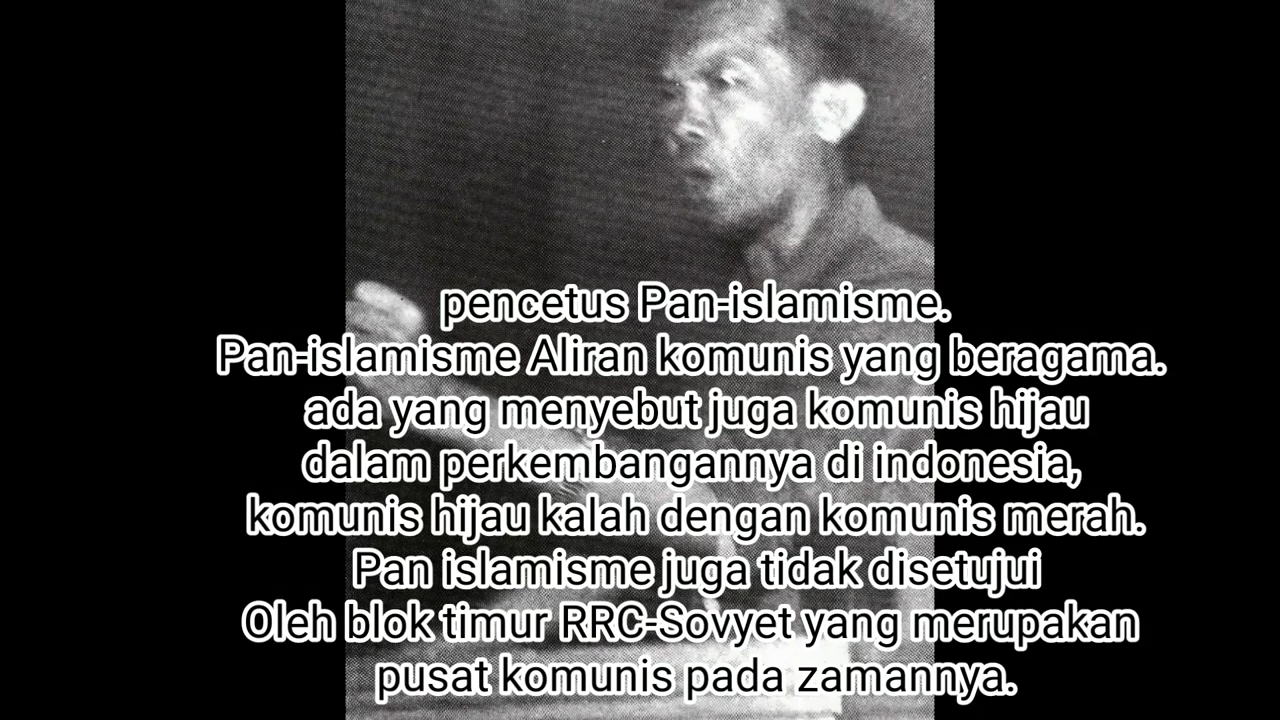 pencetus Pan-islamisme.
Pan-islamisme Aliran komunis yang beragama.
ada yang menyebut juga komunis hijau
dalam perkembangannya di indonesia,
komunis hijau kalah dengan komunis merah.
Pan islamisme juga tidak disetujui
Oleh blok timur RRC-Sovyet yang merupakan
pusat komunis pada zamannya.